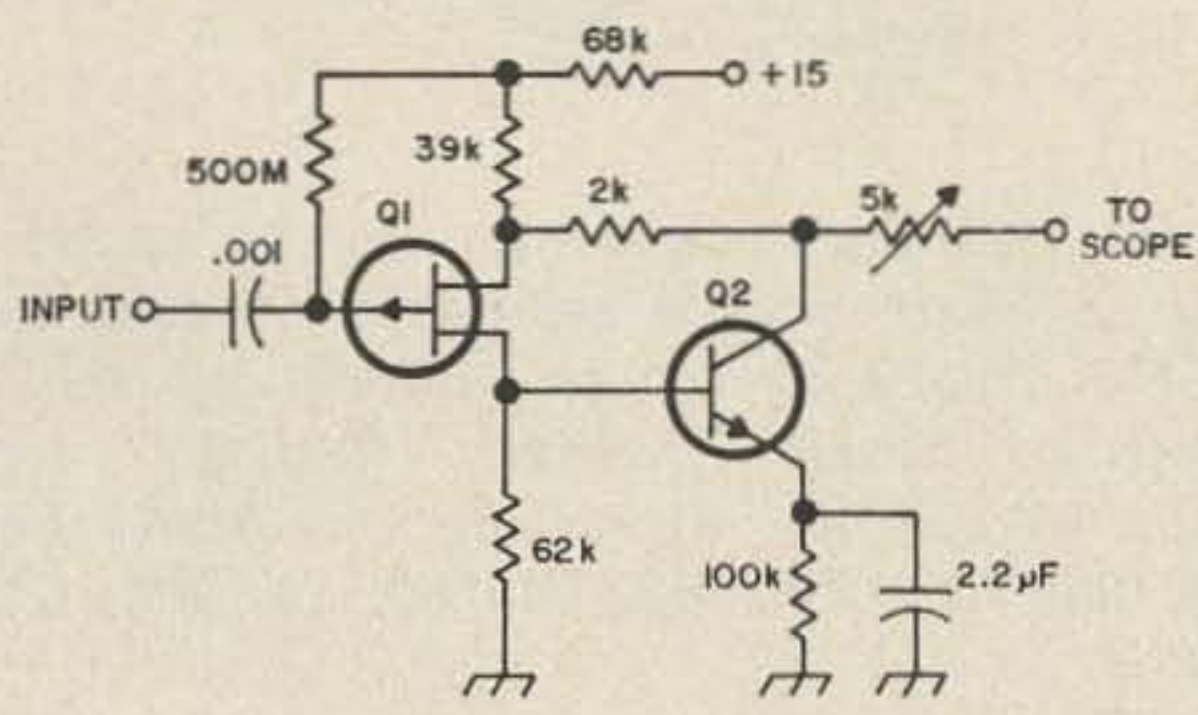 68k
+15
39k
500M
2k
5k
TO
SCOPE
Q1
.001
INPUT
Q2
62k
100k
2.2µF